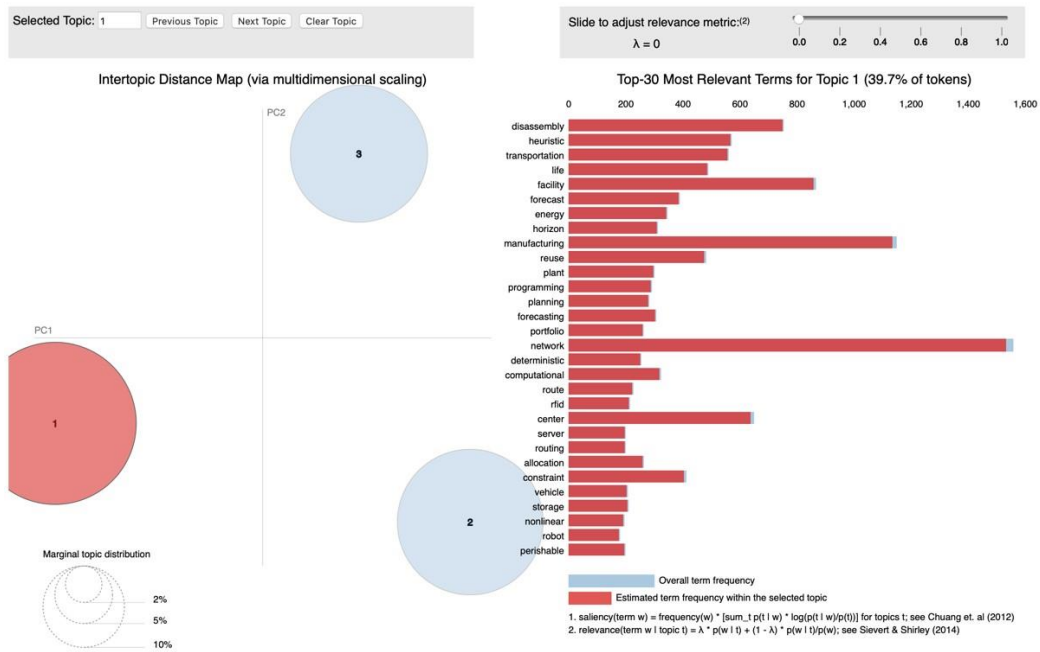 Selected Topic: 1 Previous Topic Next Topic Clear Topic
Slide to adjust relevance metric:(2)
λ = 0
0.0 0.2 0.4 0.6 0.8 1.0
Intertopic Distance Map (via multidimensional scaling)
PC2
PC1
3
1
2
Marginal topic distribution
2%
5%
10%
Top-30 Most Relevant Terms for Topic 1 (39.7% of tokens)
0 200 400 600 800 1,000 1,200 1,400 1,600
disassembly
heuristic
transportation
life
facility
forecast
energy
horizon
manufacturing
reuse
plant
programming
planning
forecasting
portfolio
network
deterministic
computational
route
rfid
center
server
routing
allocation
constraint
vehicle
storage
nonlinear
robot
perishable
Overall term frequency
Estimated term frequency within the selected topic
1. saliency(term w) = frequency(w) * [sum_t p(t | w) * log(p(t | w)/p(t))] for topics t; see Chuang et. al (2012)
2. relevance(term w | topic t) = λ * p(w | t) + (1 - λ) * p(w | t)/p(w); see Sievert & Shirley (2014)